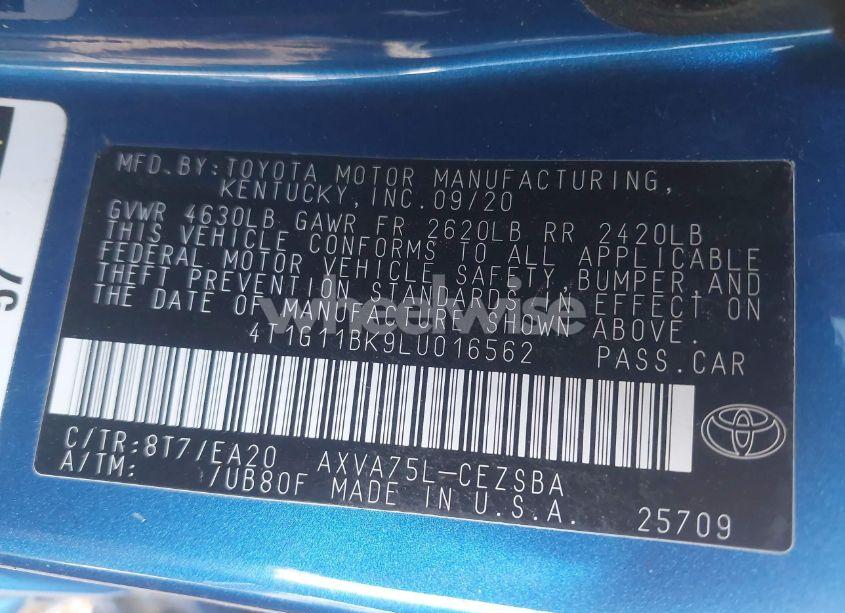 MFD.BY:TOYOTA MOTOR MANUFACTURING,
KENTUCKY,INC.09/20
GVWR 4630LB GAWR FR 2620LB RR 2420LB
THIS VEHICLE CONFORMS TO ALL APPLICABLE
FEDERAL MOTOR VEHICLE SAFETY,BUMPER,AND
THEFT PREVENTION STANDARDS IN EFFECT ON
THE DATE OF MANUFACTURE SHOWN ABOVE.
wheelwise
4T1G11BK9LU016562 PASS.CAR
C/TR:8T7/EA20 AXVA75L-CEZSBA
A/TM: /UB80F MADE IN U.S.A. 25709